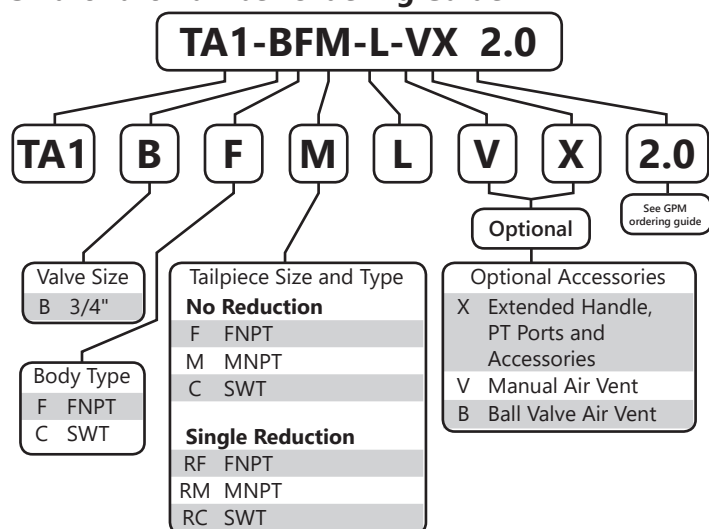 TA1-BFM-L-VX 2.0
TA1 B F M L V X 2.0
See GPM
ordering guide
Optional
Valve Size
B 3/4"
Body Type
F FNPT
C SWT
Tailpiece Size and Type
No Reduction
F FNPT
M MNPT
C SWT
Single Reduction
RF FNPT
RM MNPT
RC SWT
Optional Accessories
X Extended Handle,
PT Ports and
Accessories
V Manual Air Vent
B Ball Valve Air Vent